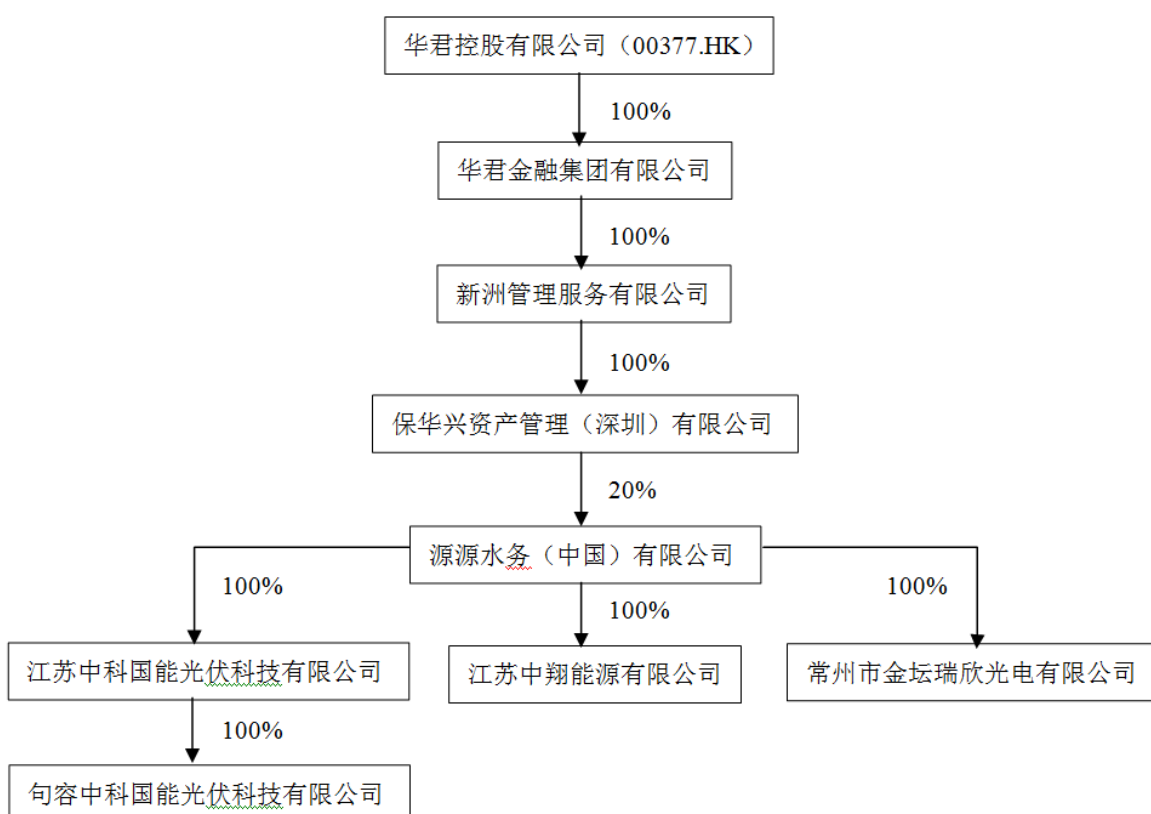 华君控股有限公司（00377.HK）
100%
华君金融集团有限公司
100%
新洲管理服务有限公司
100%
保华兴资产管理（深圳）有限公司
20%
源源水务（中国）有限公司
100%
100%
100%
江苏中科国能光伏科技有限公司
江苏中翔能源有限公司
常州市金坛瑞欣光电有限公司
100%
句容中科国能光伏科技有限公司